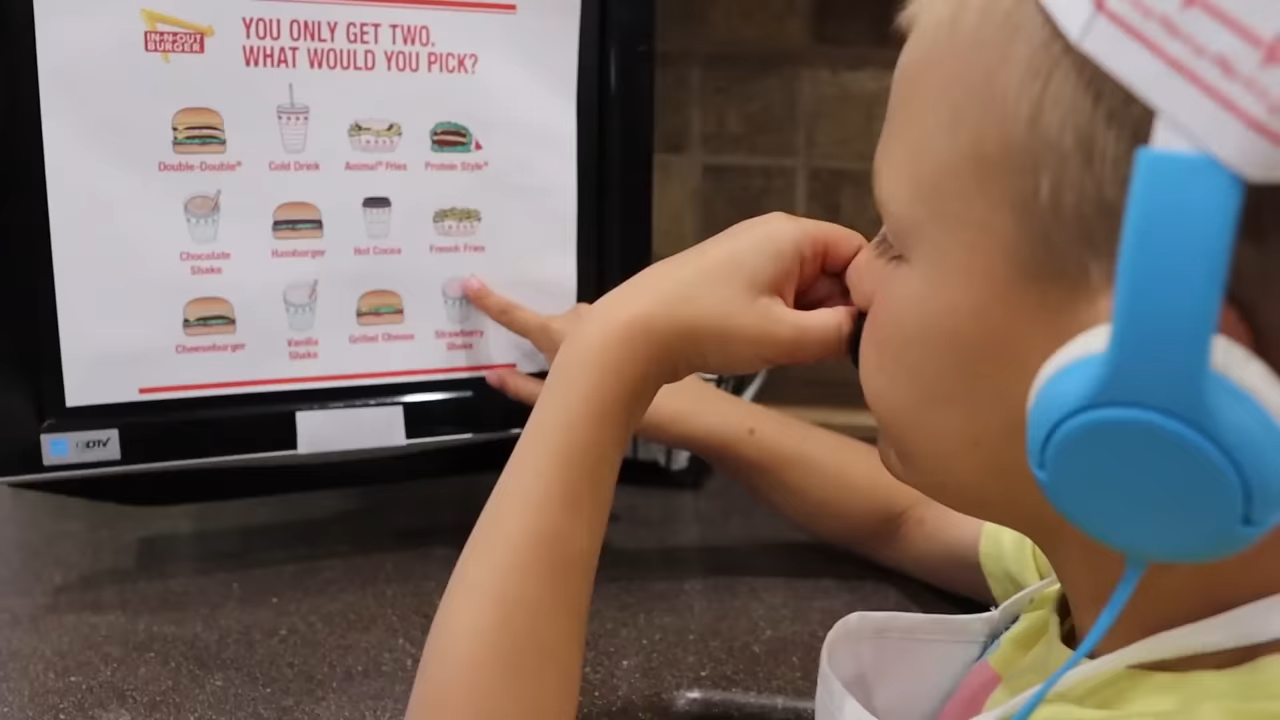 IN-N-OUT
BURGER
YOU ONLY GET TWO.
WHAT WOULD YOU PICK?
Double-Double®
Cold Drink
Animal® Fries
Protein Style®
Chocolate
Shake
Hamburger
Hot Cocoa
French Fries
Cheeseburger
Vanilla
Shake
Grilled Cheese
Strawberry
Shake
HDTV